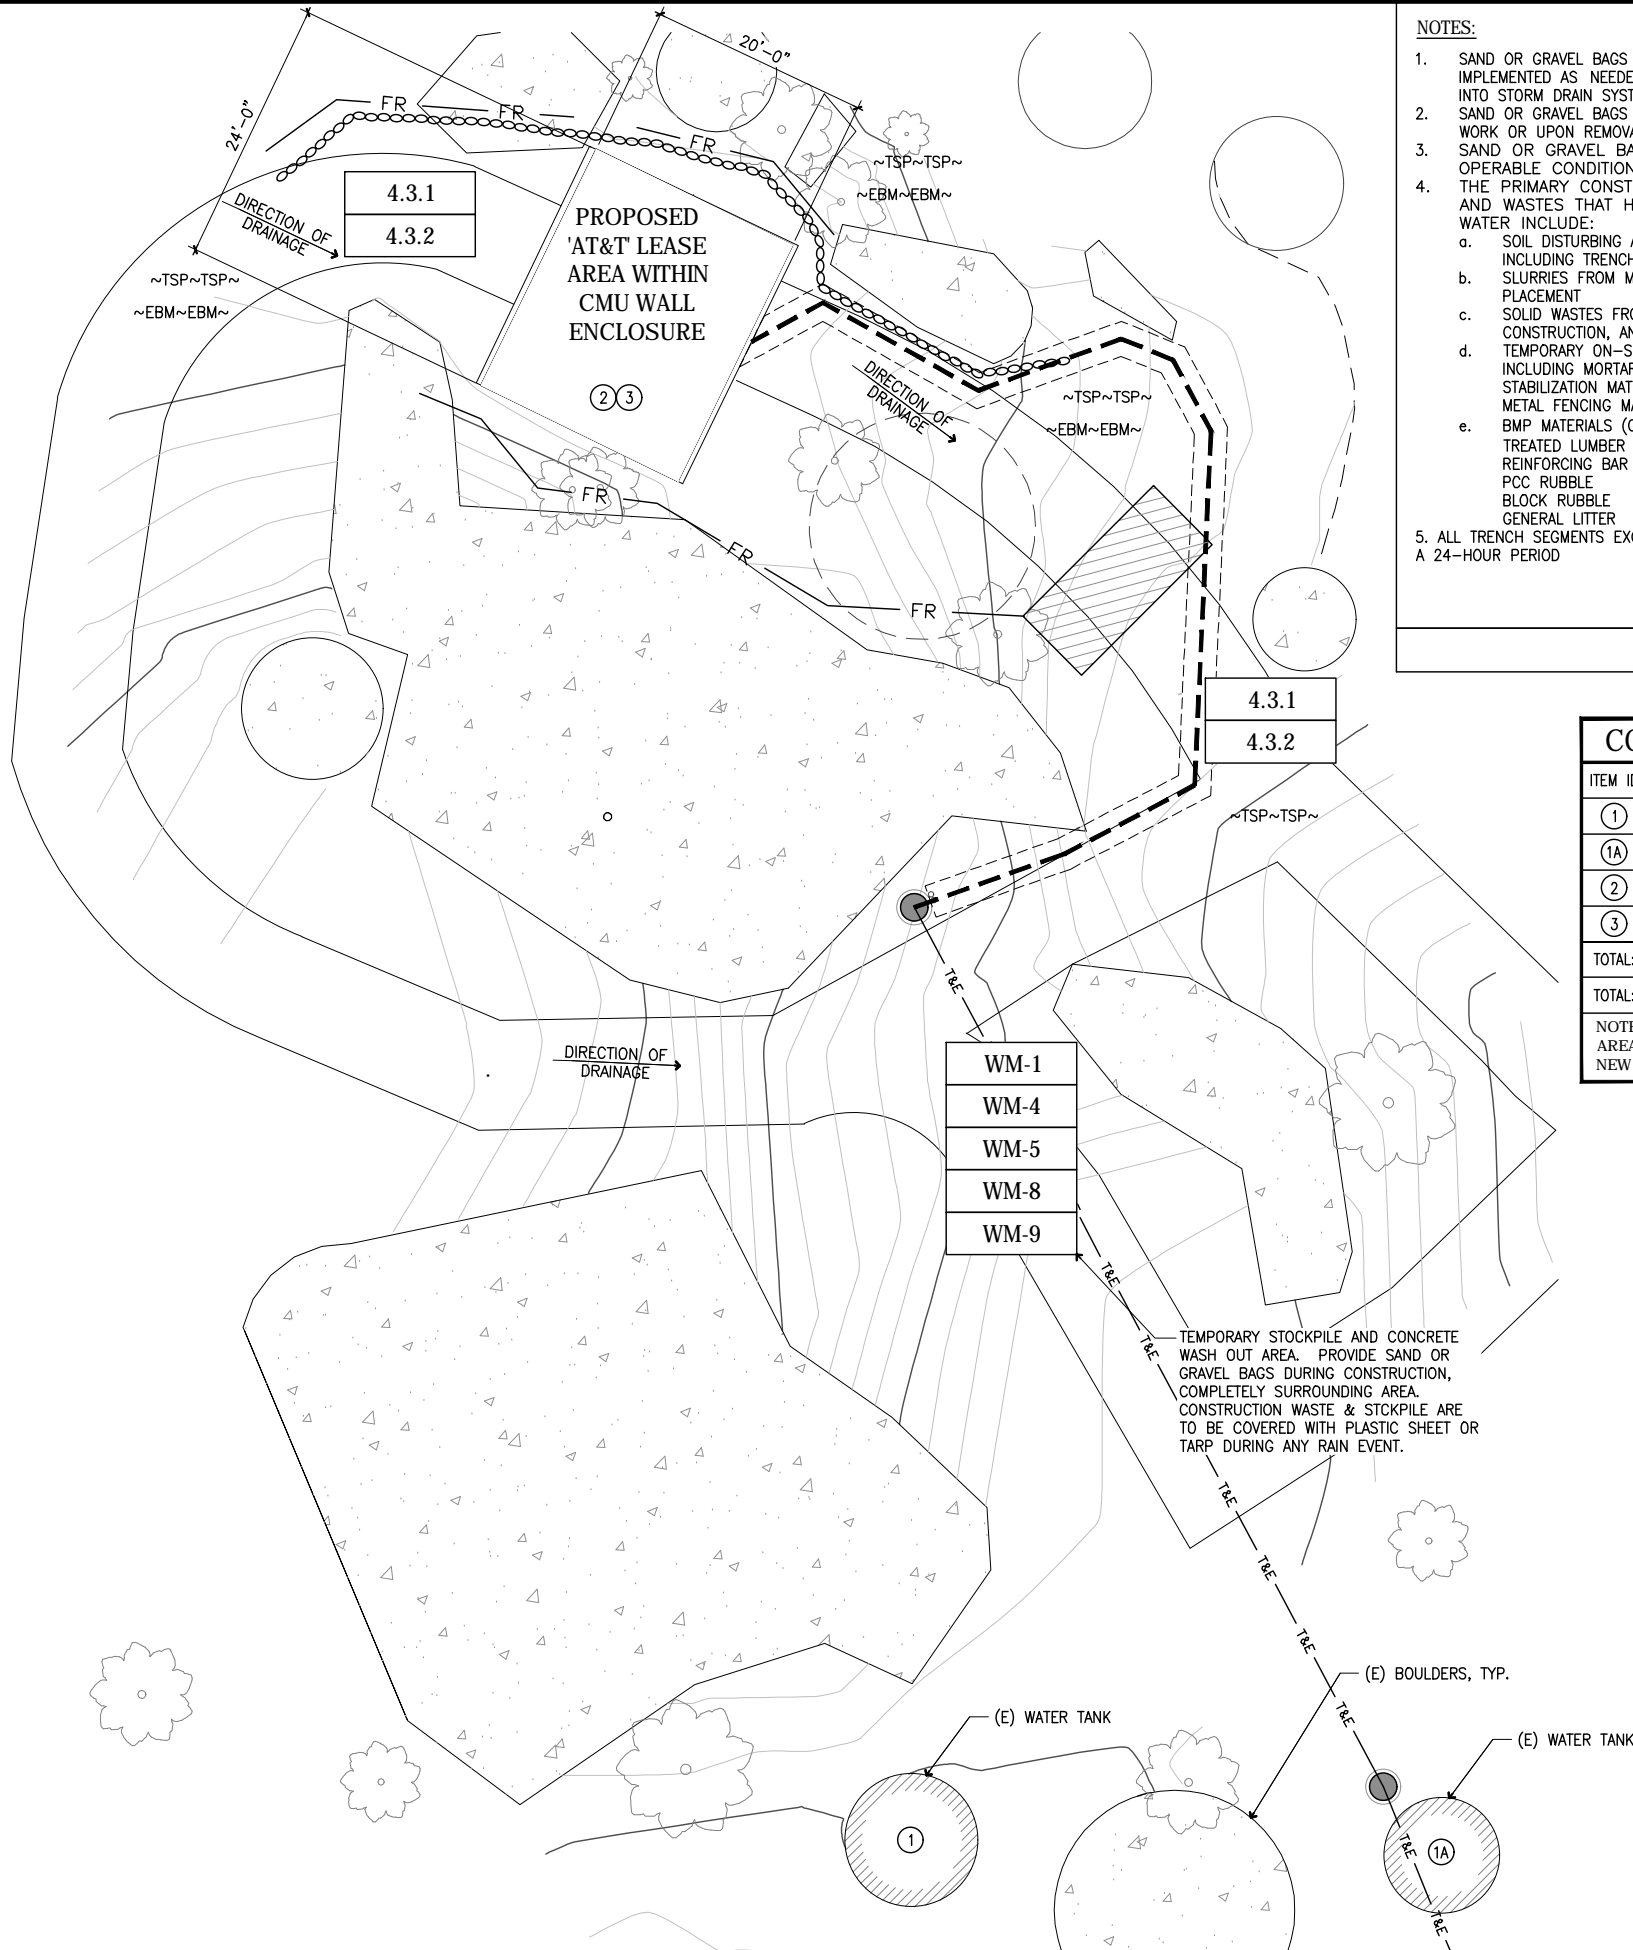 20'-0"
24'-0"
FR
FR
FR
~TSP~TSP~
~EBM~EBM~
4.3.1
4.3.2
DIRECTION OF
DRAINAGE
~TSP~TSP~
~EBM~EBM~
PROPOSED
'AT&T' LEASE
AREA WITHIN
CMU WALL
ENCLOSURE
2 3
DIRECTION OF
DRAINAGE
~TSP~TSP~
~EBM~EBM~
FR
FR
FR
4.3.1
4.3.2
~TSP~TSP~
T&E
DIRECTION OF
DRAINAGE
WM-1
WM-4
WM-5
WM-8
WM-9
T&E
T&E
TEMPORARY STOCKPILE AND CONCRETE
WASH OUT AREA. PROVIDE SAND OR
GRAVEL BAGS DURING CONSTRUCTION,
COMPLETELY SURROUNDING AREA.
CONSTRUCTION WASTE & STCKPILE ARE
TO BE COVERED WITH PLASTIC SHEET OR
TARP DURING ANY RAIN EVENT.
T&E
T&E
T&E
T&E
(E) BOULDERS, TYP.
(E) WATER TANK
(E) WATER TANK
1
1A
T&E
T&E
NOTES:
1. SAND OR GRAVEL BAGS
IMPLEMENTED AS NEEDE
INTO STORM DRAIN SYST
2. SAND OR GRAVEL BAGS
WORK OR UPON REMOVA
3. SAND OR GRAVEL BA
OPERABLE CONDITION
4. THE PRIMARY CONST
AND WASTES THAT H
WATER INCLUDE:
a. SOIL DISTURBING A
INCLUDING TRENCH
b. SLURRIES FROM M
PLACEMENT
c. SOLID WASTES FRO
CONSTRUCTION, AN
d. TEMPORARY ON-S
INCLUDING MORTAR
STABILIZATION MAT
METAL FENCING MA
e. BMP MATERIALS (C
TREATED LUMBER
REINFORCING BAR
PCC RUBBLE
BLOCK RUBBLE
GENERAL LITTER
5. ALL TRENCH SEGMENTS EXC
A 24-HOUR PERIOD
CO
ITEM ID
1
1A
2
3
TOTAL:
TOTAL:
NOTE
AREA
NEW